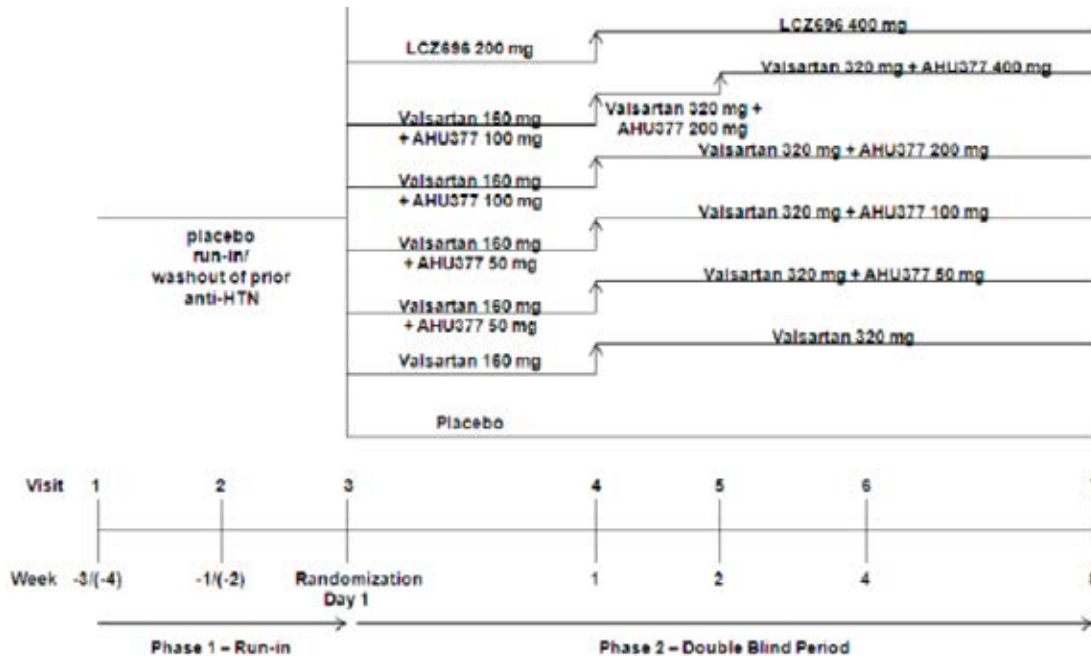 LCZ696 400 mg
LCZ696 200 mg
Valsartan 320 mg + AHU377 400 mg
Valsartan 160 mg
+ AHU377 100 mg
Valsartan 320 mg +
AHU377 200 mg
Valsartan 320 mg + AHU377 200 mg
Valsartan 160 mg
+ AHU377 100 mg
Valsartan 320 mg + AHU377 100 mg
placebo
run-in/
washout of prior
anti-HTN
Valsartan 160 mg
+ AHU377 50 mg
Valsartan 320 mg + AHU377 50 mg
Valsartan 160 mg
+ AHU377 50 mg
Valsartan 320 mg
Valsartan 160 mg
Placebo
Visit 1 2 3 4 5 6
Week -3/(-4) -1/(-2) Randomization 1 2 4
Day 1
Phase 1 – Run-in Phase 2 – Double Blind Period